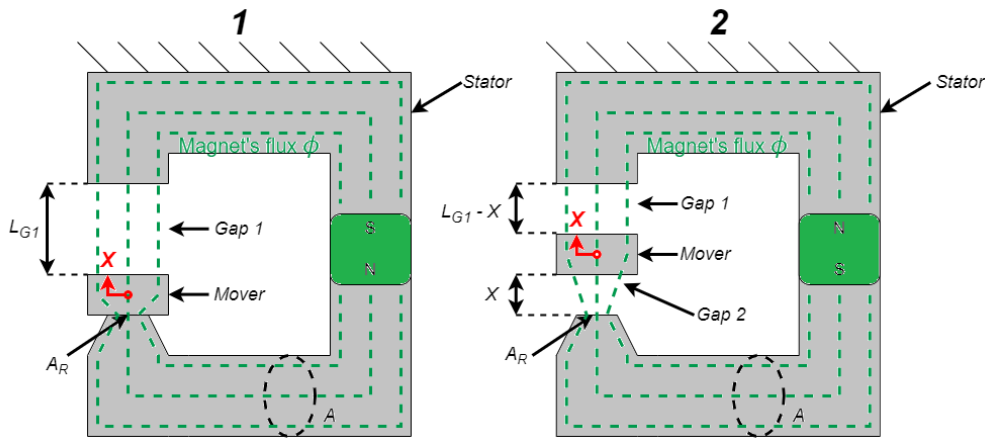 1
Stator
Magnet's flux ϕ
L_G1
Gap 1
X
S
N
Mover
A_R
A
2
Stator
Magnet's flux ϕ
L_G1 - X
Gap 1
X
N
S
Mover
X
Gap 2
A_R
A